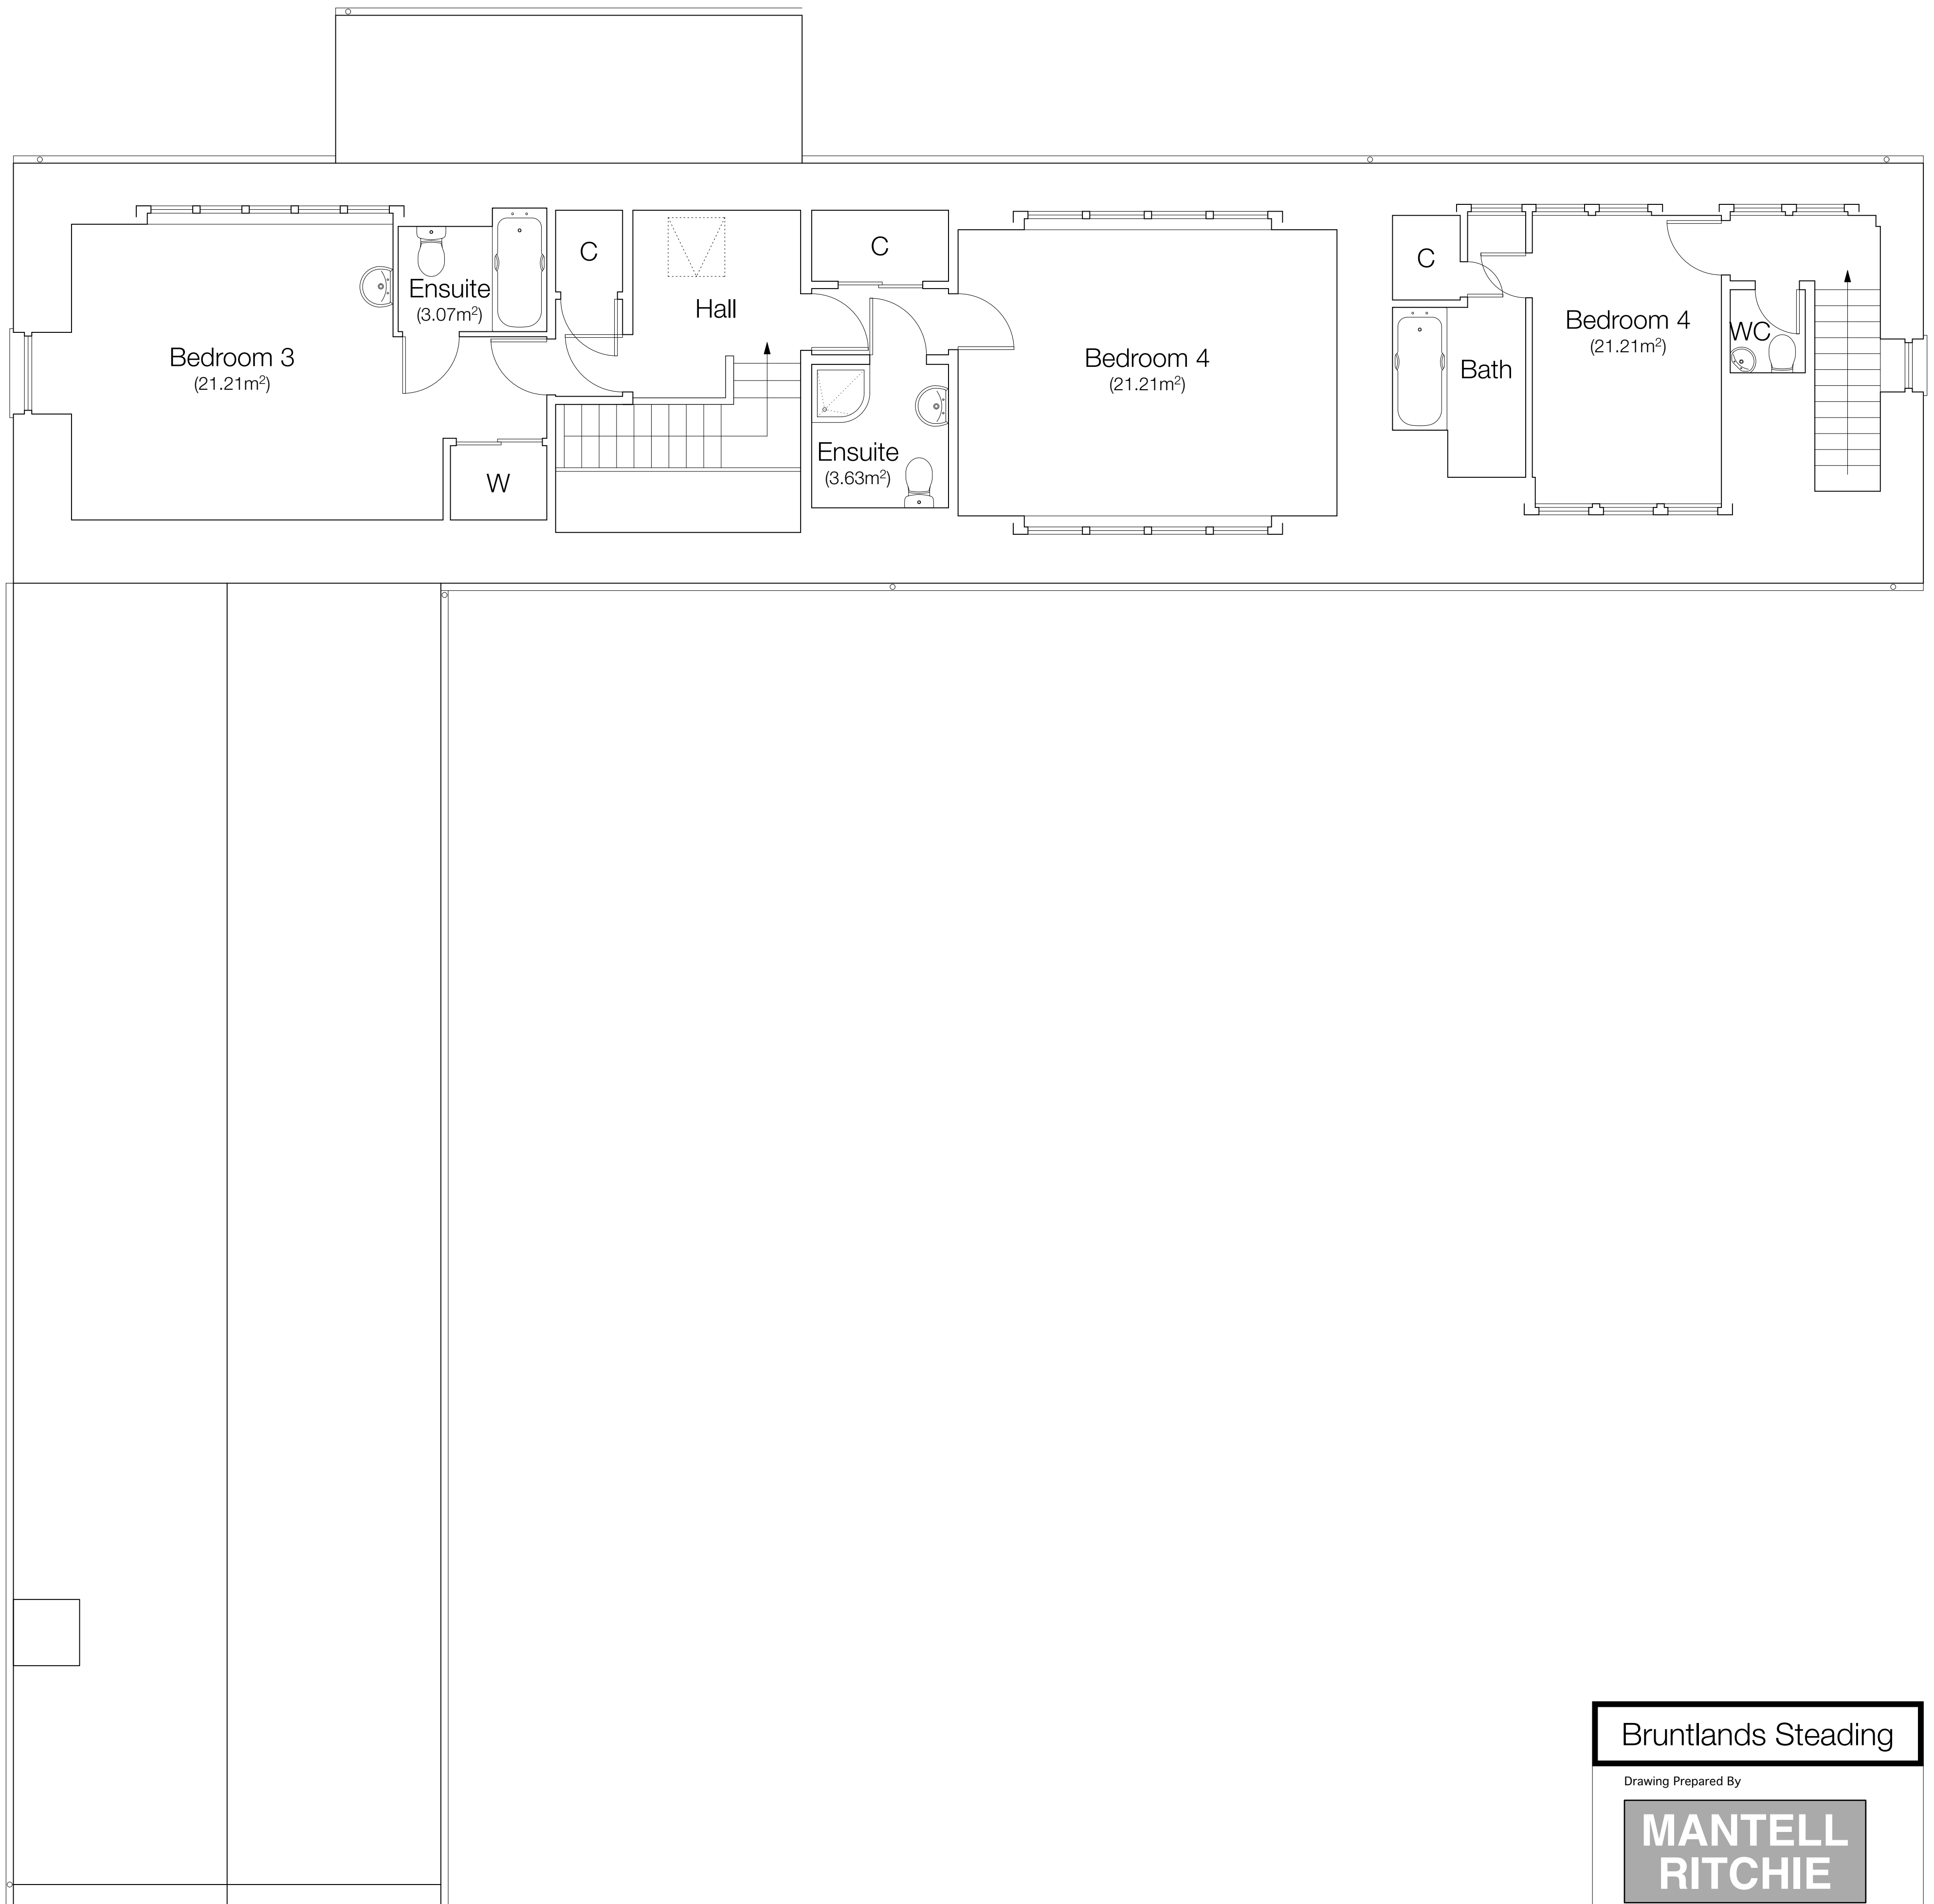 Bedroom 3
(21.21m²)
Ensuite
(3.07m²)
C
W
Hall
C
Ensuite
(3.63m²)
Bedroom 4
(21.21m²)
C
Bath
Bedroom 4
(21.21m²)
WC
Bruntlands Steading
Drawing Prepared By
MANTELL
RITCHIE